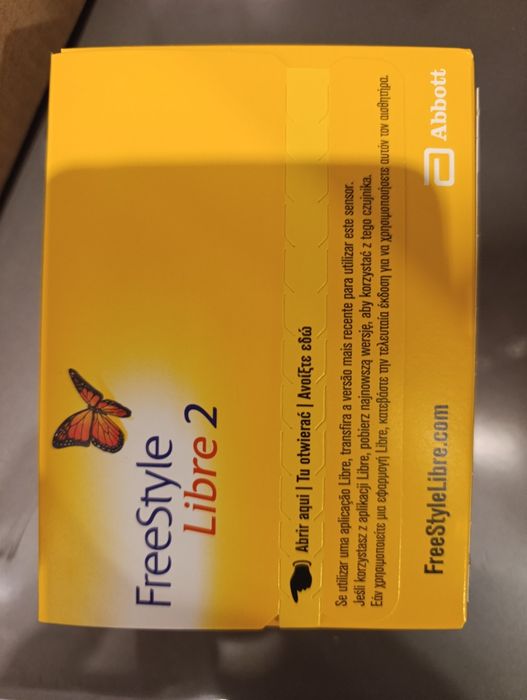 FreeStyle
Libre 2
Abrir aqui | Tu otwierać | Ανοίξτε εδώ
Se utilizar uma aplicação Libre, transfira a versão mais recente para utilizar este sensor.
Jeśli korzystasz z aplikacji Libre, pobierz najnowszą wersję, aby korzystać z tego czujnika.
Εάν χρησιμοποιείτε μια εφαρμογή Libre, κατεβάστε την τελευταία έκδοση για να χρησιμοποιήσετε αυτόν τον αισθητήρα.
FreeStyleLibre.com
Abbott